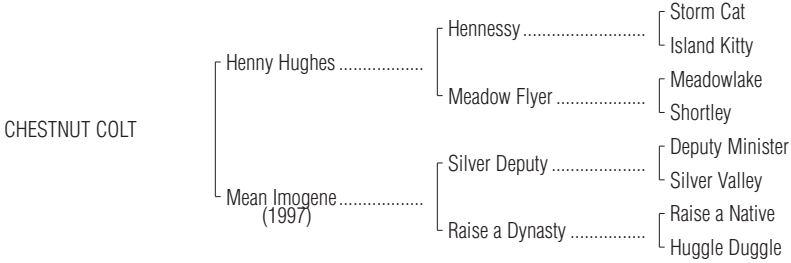 Storm Cat
Hennessy ..........................
Island Kitty
Henny Hughes ..................
Meadowlake
Meadow Flyer ...................
Shortley
CHESTNUT COLT
Deputy Minister
Silver Deputy ....................
Silver Valley
Mean Imogene ..................
(1997)
Raise a Native
Raise a Dynasty ................
Huggle Duggle